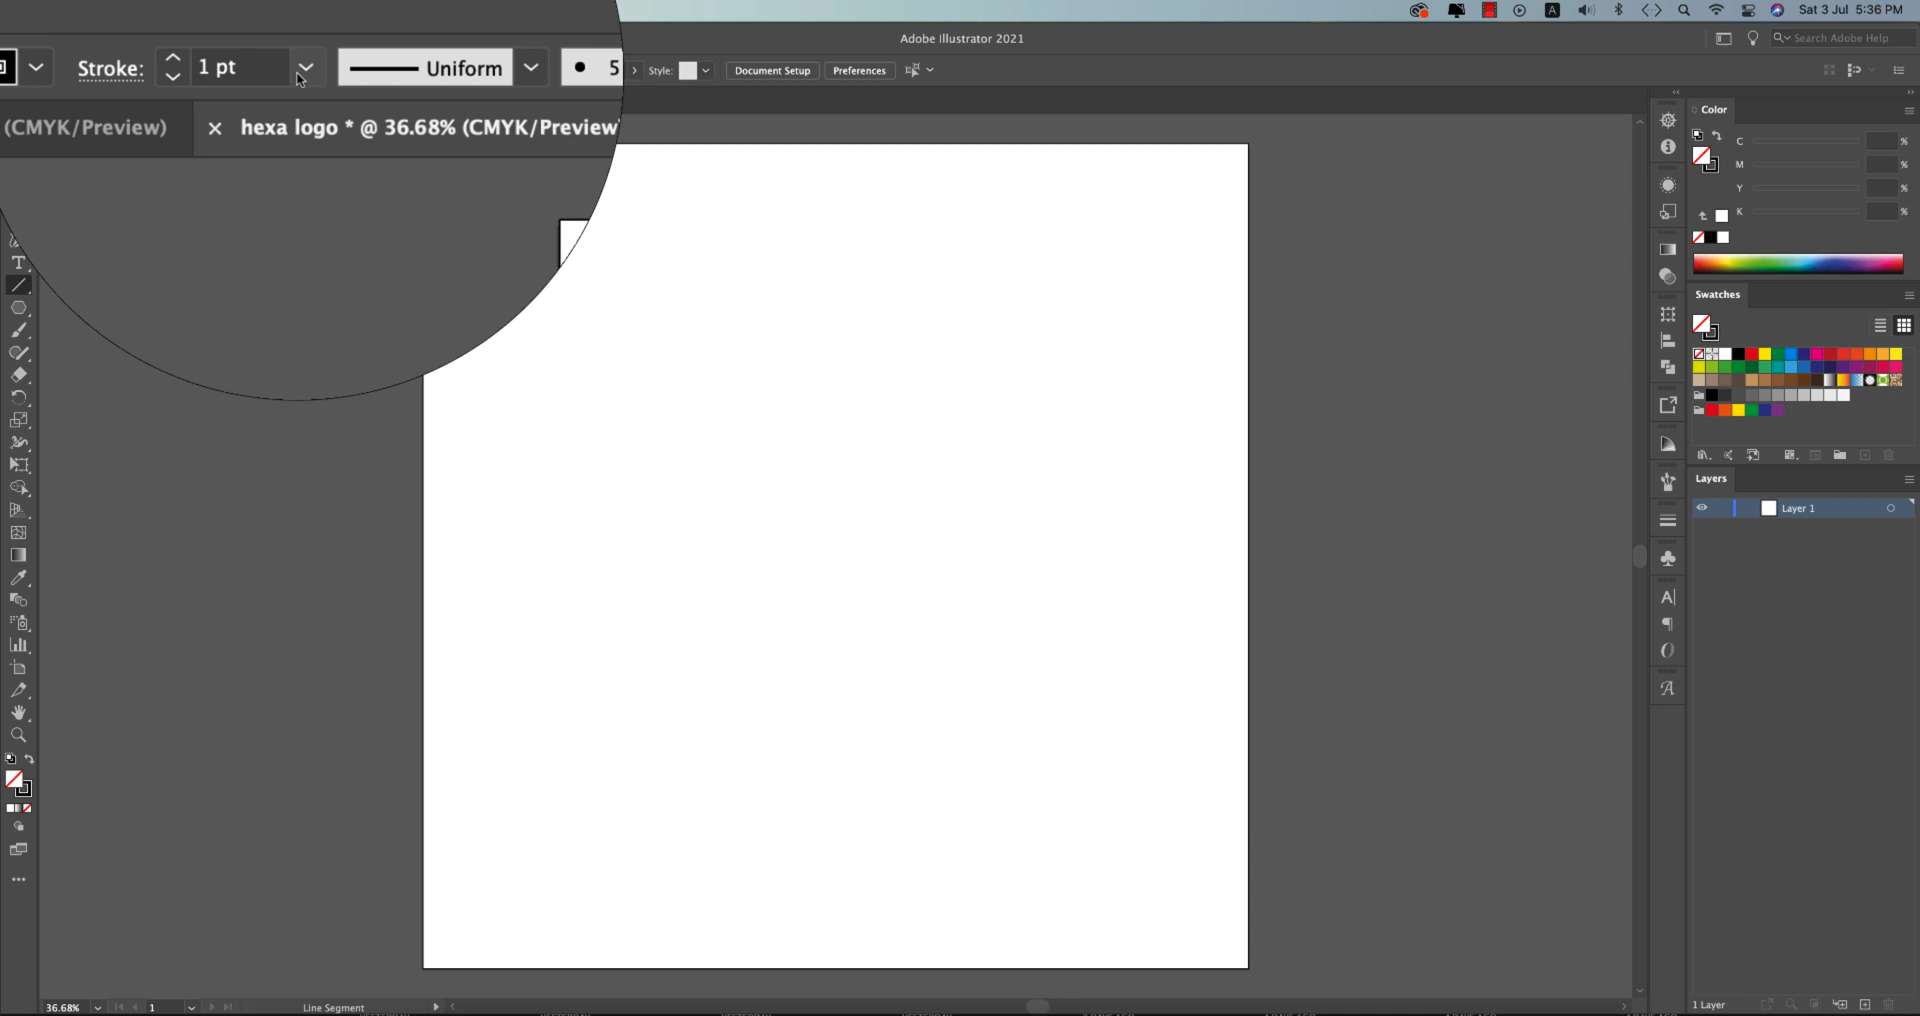 Sat 3 Jul 5:36 PM
Adobe Illustrator 2021
Search Adobe Help
Stroke: 1 pt Uniform 5 Style: Document Setup Preferences
(CMYK/Preview) × hexa logo * @ 36.68% (CMYK/Preview
Color
C %
M %
Y %
K %
Swatches
Layers
Layer 1
36.68% 1 Line Segment
1 Layer